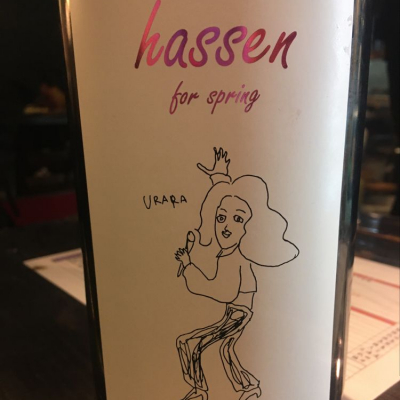 hassen
for spring
URARA